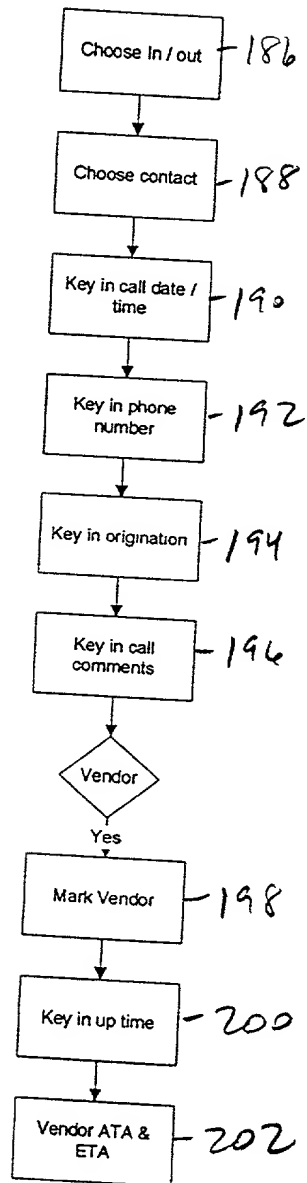 Choose In / out - 186
Choose contact - 188
Key in call date /
time - 190
Key in phone
number - 192
Key in origination - 194
Key in call
comments - 196
Vendor
Yes
Mark Vendor - 198
Key in up time - 200
Vendor ATA &
ETA - 202